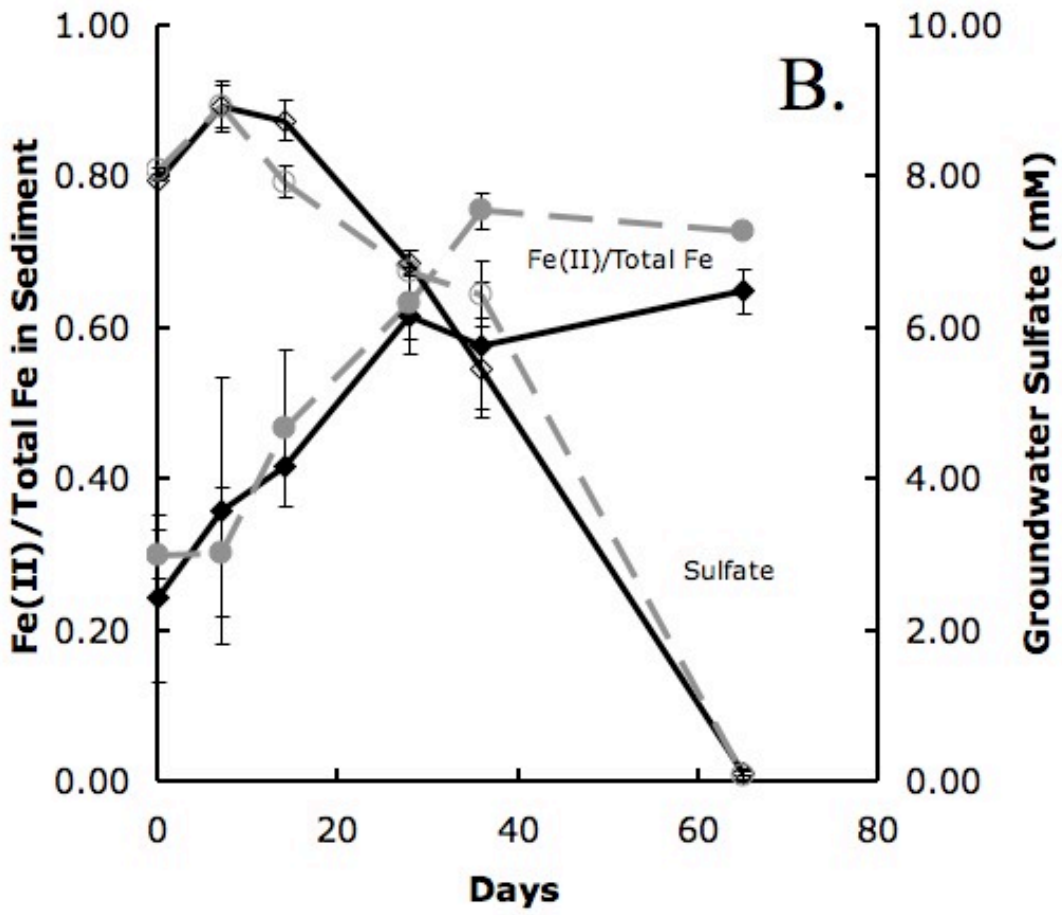 B.
Fe(II)/Total Fe in Sediment
1.00
0.80
0.60
0.40
0.20
0.00
Fe(II)/Total Fe
Sulfate
10.00
8.00
6.00
4.00
2.00
0.00
Groundwater Sulfate (mM)
0 20 40 60 80
Days